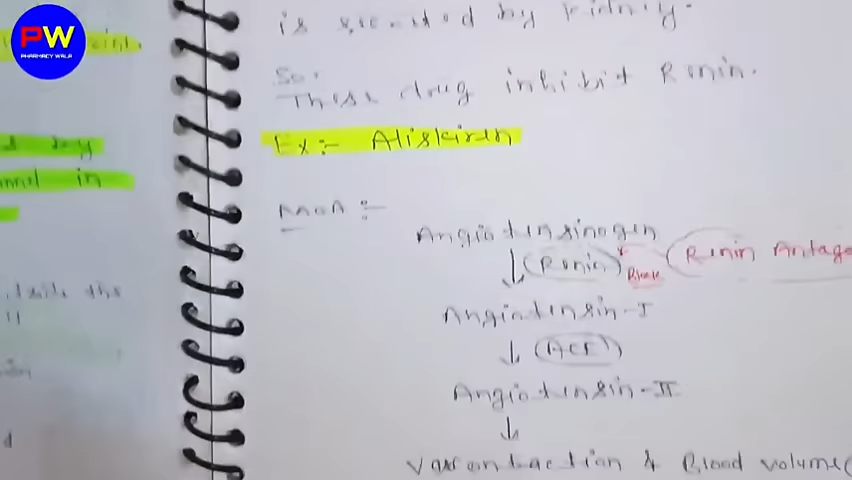 PW
PHARMACY WALA
is secreted by kidney.
So,
These drug inhibit Renin.
Ex:- Aliskiren
MOA :-
Angiotensinogen
↓ (Renin) Block (Renin Antago
Angiotensin-I
↓ (ACE)
Angiotensin-II
↓
& Blood volume(